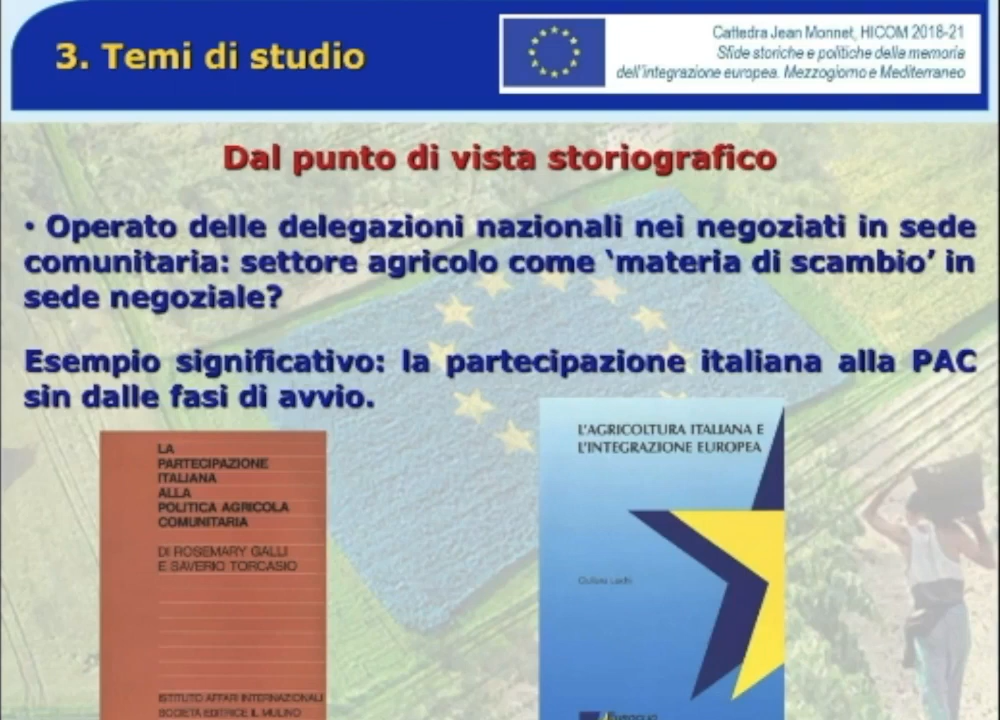 3. Temi di studio
Cattedra Jean Monnet, HICOM 2018-21
Sfide storiche e politiche della memoria
dell'integrazione europea. Mezzogiorno e Mediterraneo
Dal punto di vista storiografico
• Operato delle delegazioni nazionali nei negoziati in sede
comunitaria: settore agricolo come ‘materia di scambio’ in
sede negoziale?
Esempio significativo: la partecipazione italiana alla PAC
sin dalle fasi di avvio.
LA
PARTECIPAZIONE
ITALIANA
ALLA
POLITICA AGRICOLA
COMUNITARIA
DI ROSEMARY GALLI
E SAVERIO TORCASIO
ISTITUTO AFFARI INTERNAZIONALI
SOCIETÀ EDITRICE IL MULINO
L'AGRICOLTURA ITALIANA E
L'INTEGRAZIONE EUROPEA